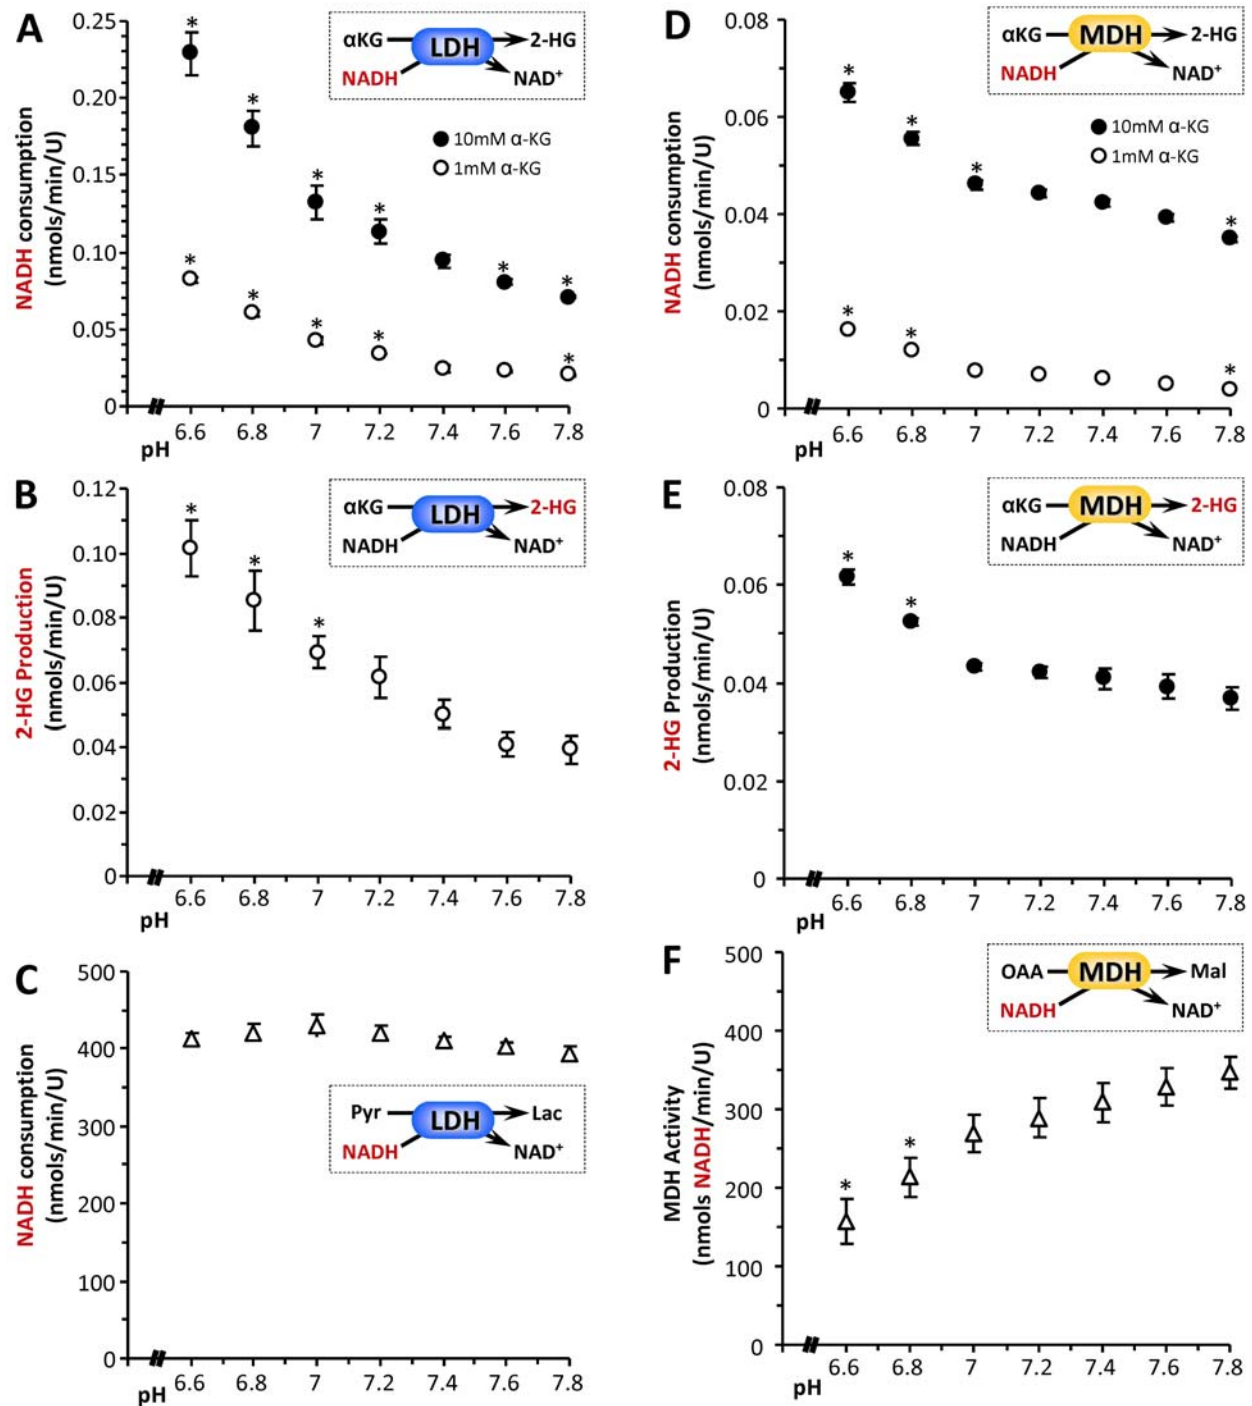 A
NADH consumption
(nmols/min/U)
0.25
0.20
0.15
0.10
0.05
0
* * * * * *
* * * * *
αKG LDH 2-HG
NADH NAD⁺
10mM α-KG
1mM α-KG
pH 6.6 6.8 7 7.2 7.4 7.6 7.8
D
NADH consumption
(nmols/min/U)
0.08
0.06
0.04
0.02
0
* * * *
* * *
αKG MDH 2-HG
NADH NAD⁺
10mM α-KG
1mM α-KG
pH 6.6 6.8 7 7.2 7.4 7.6 7.8
B
2-HG Production
(nmols/min/U)
0.12
0.10
0.08
0.06
0.04
0.02
0
* * *
αKG LDH 2-HG
NADH NAD⁺
pH 6.6 6.8 7 7.2 7.4 7.6 7.8
E
2-HG Production
(nmols/min/U)
0.08
0.06
0.04
0.02
0
* *
αKG MDH 2-HG
NADH NAD⁺
pH 6.6 6.8 7 7.2 7.4 7.6 7.8
C
NADH consumption
(nmols/min/U)
500
400
300
200
100
0
Pyr LDH Lac
NADH NAD⁺
pH 6.6 6.8 7 7.2 7.4 7.6 7.8
F
MDH Activity
(nmols NADH/min/U)
500
400
300
200
100
0
* *
OAA MDH Mal
NADH NAD⁺
pH 6.6 6.8 7 7.2 7.4 7.6 7.8